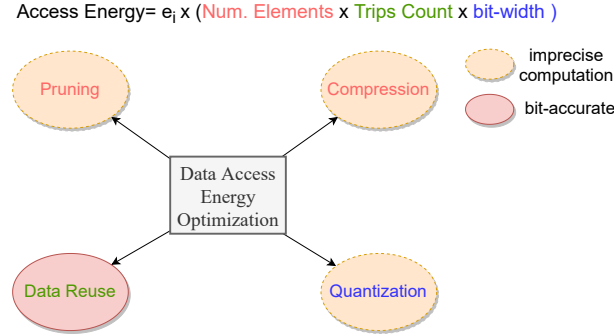 Access Energy= ei x (Num. Elements x Trips Count x bit-width )
imprecise
computation
bit-accurate
Pruning
Compression
Data Access
Energy
Optimization
Data Reuse
Quantization